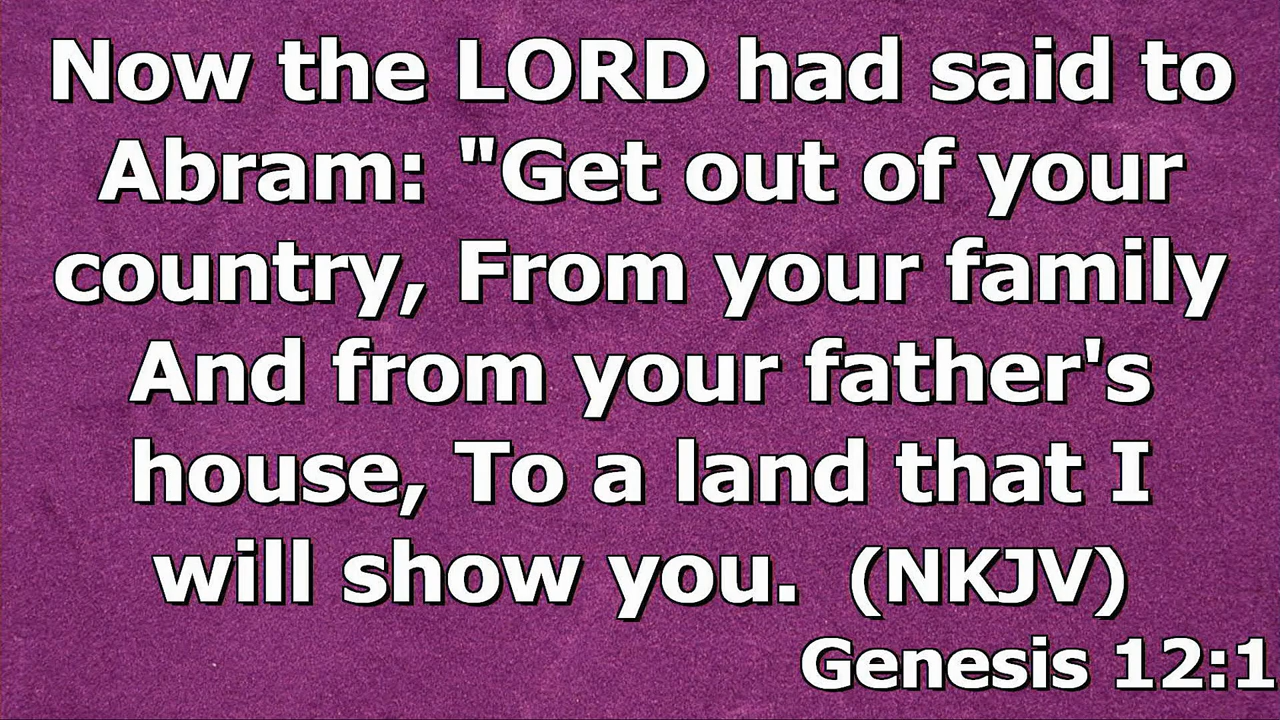 Now the LORD had said to
Abram: "Get out of your
country, From your family
And from your father's
house, To a land that I
will show you.  (NKJV)
Genesis 12:1